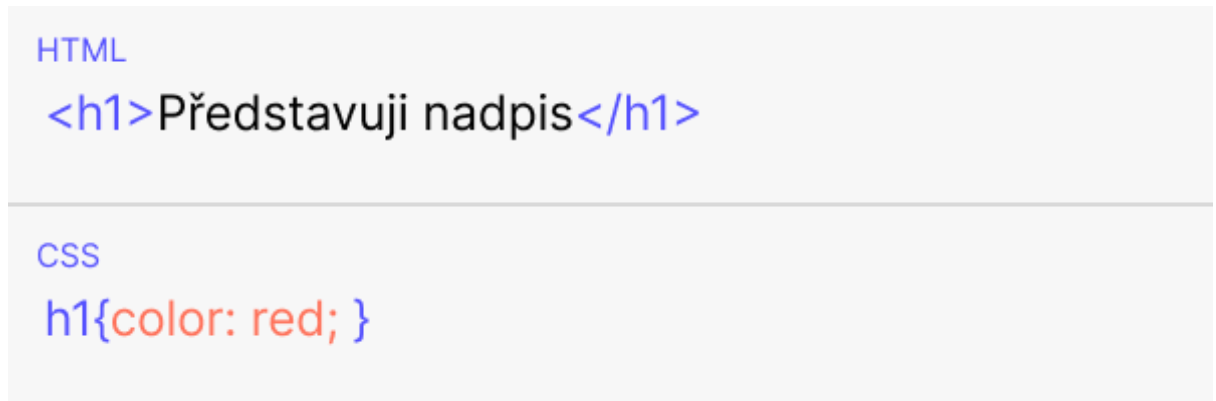 HTML
<h1>Představuji nadpis</h1>
CSS
h1{color: red; }